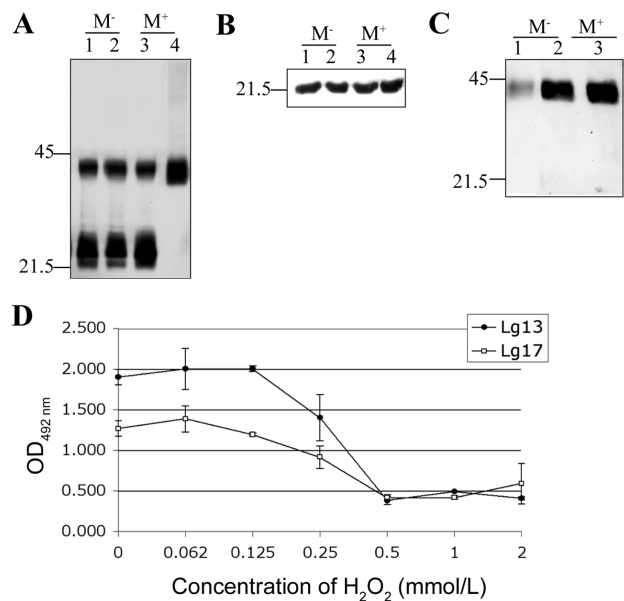 A
M- M+
1 2 3 4
45
21.5
B
M- M+
1 2 3 4
21.5
C
M- M+
1 2 3
45
21.5
D
Lg13
Lg17
2.500
2.000
1.500
1.000
0.500
0.000
OD492 nm
0 0.062 0.125 0.25 0.5 1 2
Concentration of H2O2 (mmol/L)